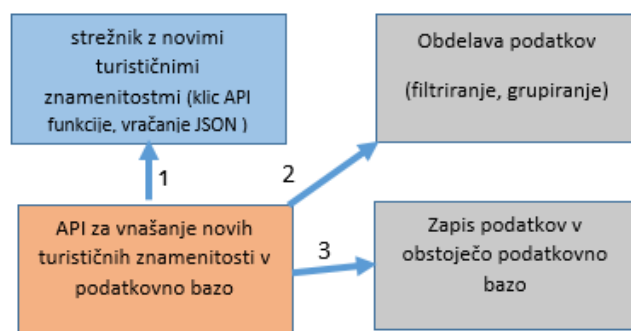 strežnik z novimi
turističnimi
znamenitostmi (klic API
funkcije, vračanje JSON )
Obdelava podatkov
(filtriranje, grupiranje)
1
2
API za vnašanje novih
turističnih znamenitosti v
podatkovno bazo
3
Zapis podatkov v
obstoječo podatkovno
bazo